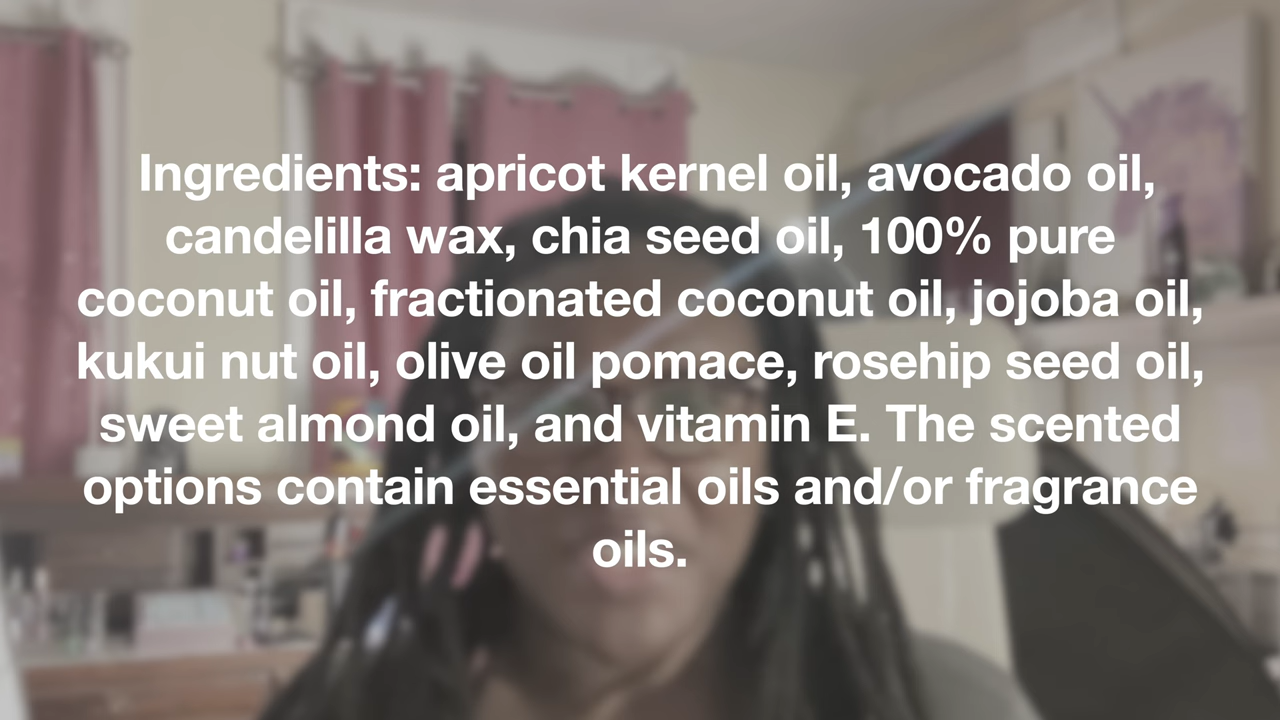 Ingredients: apricot kernel oil, avocado oil,
candelilla wax, chia seed oil, 100% pure
coconut oil, fractionated coconut oil, jojoba oil,
kukui nut oil, olive oil pomace, rosehip seed oil,
sweet almond oil, and vitamin E. The scented
options contain essential oils and/or fragrance
oils.